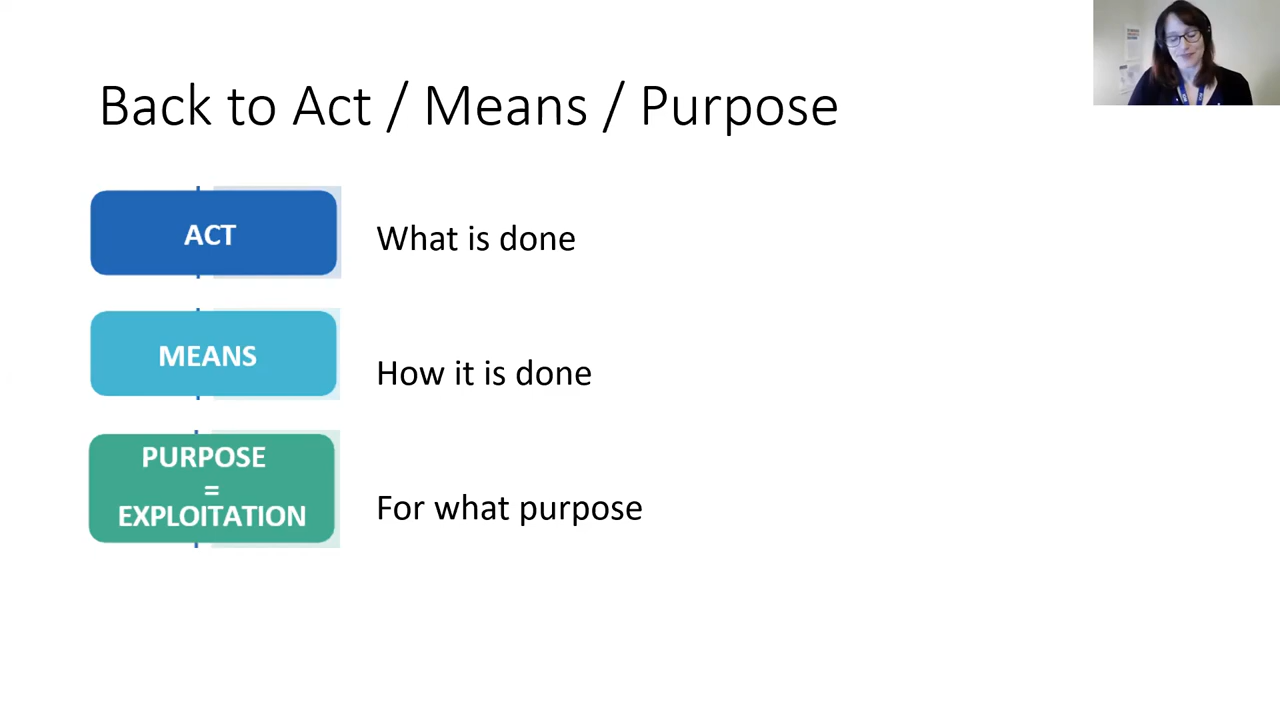 Back to Act / Means / Purpose
ACT
What is done
MEANS
How it is done
PURPOSE
=
EXPLOITATION
For what purpose